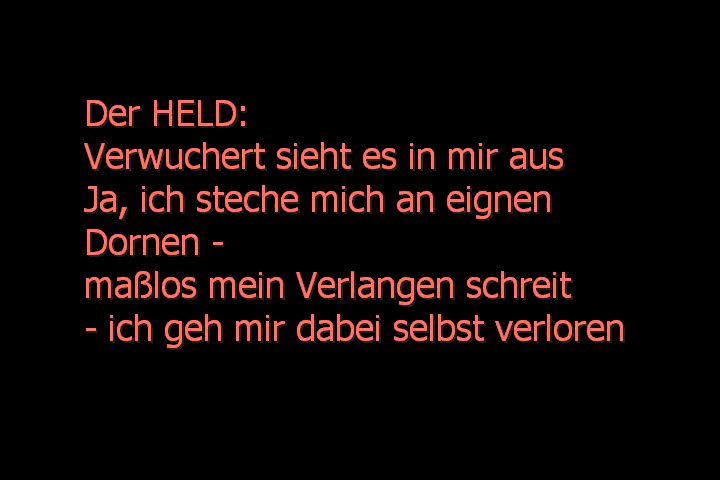 Der HELD:
Verwuchert sieht es in mir aus
Ja, ich steche mich an eignen
Dornen -
maßlos mein Verlangen schreit
- ich geh mir dabei selbst verloren